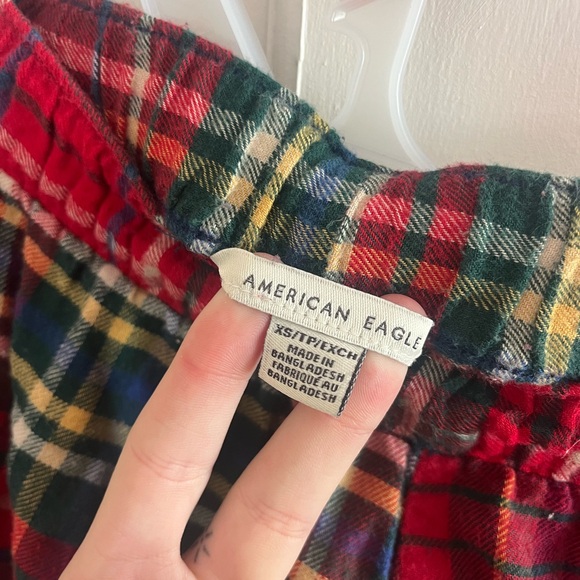 AMERICAN EAGLE
XS/TP/EXCH
MADE IN
BANGLADESH
FABRIQUÉ AU
BANGLADESH